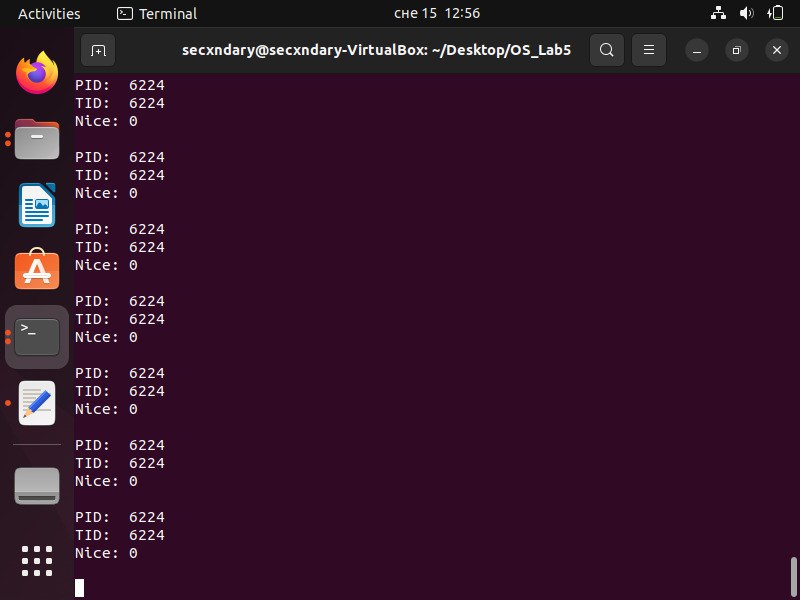 Activities
Terminal
сне 15 12:56
secxndary@secxndary-VirtualBox: ~/Desktop/OS_Lab5
PID: 6224
TID: 6224
Nice: 0
PID: 6224
TID: 6224
Nice: 0
PID: 6224
TID: 6224
Nice: 0
PID: 6224
TID: 6224
Nice: 0
PID: 6224
TID: 6224
Nice: 0
PID: 6224
TID: 6224
Nice: 0
PID: 6224
TID: 6224
Nice: 0